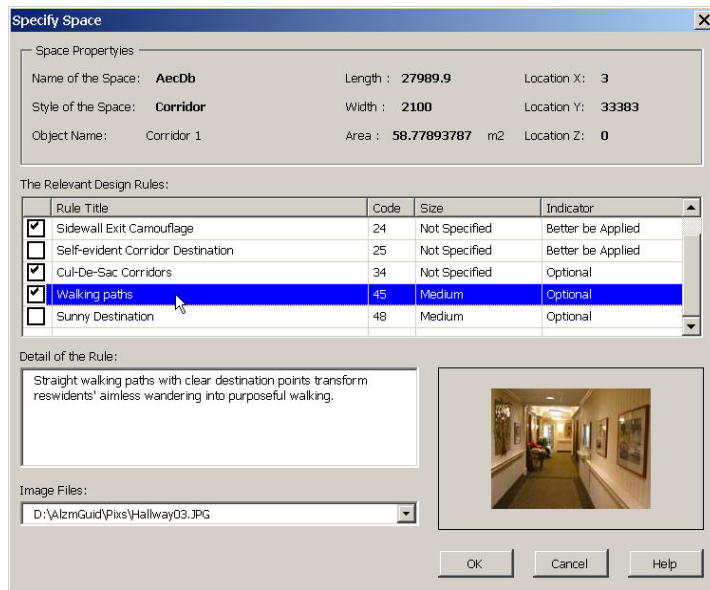 Specify Space
Space Propertyies
Name of the Space: AecDb Length : 27989.9 Location X: 3
Style of the Space: Corridor Width : 2100 Location Y: 33383
Object Name: Corridor 1 Area : 58.77893787 m2 Location Z: 0
The Relevant Design Rules:
Rule Title Code Size Indicator
Sidewall Exit Camouflage 24 Not Specified Better be Applied
Self-evident Corridor Destination 25 Not Specified Better be Applied
Cul-De-Sac Corridors 34 Not Specified Optional
Walking paths 45 Medium Optional
Sunny Destination 48 Medium Optional
Detail of the Rule:
Straight walking paths with clear destination points transform
reswidents' aimless wandering into purposeful walking.
Image Files:
D:\AlzmGuid\Pixs\Hallway03.JPG
OK Cancel Help